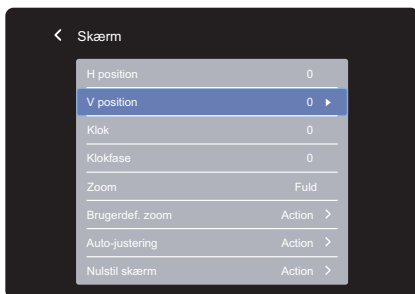 Skærm
H position 0
V position 0
Klok 0
Klokfase 0
Zoom Fuld
Brugerdef. zoom Action
Auto-justering Action
Nulstil skærm Action